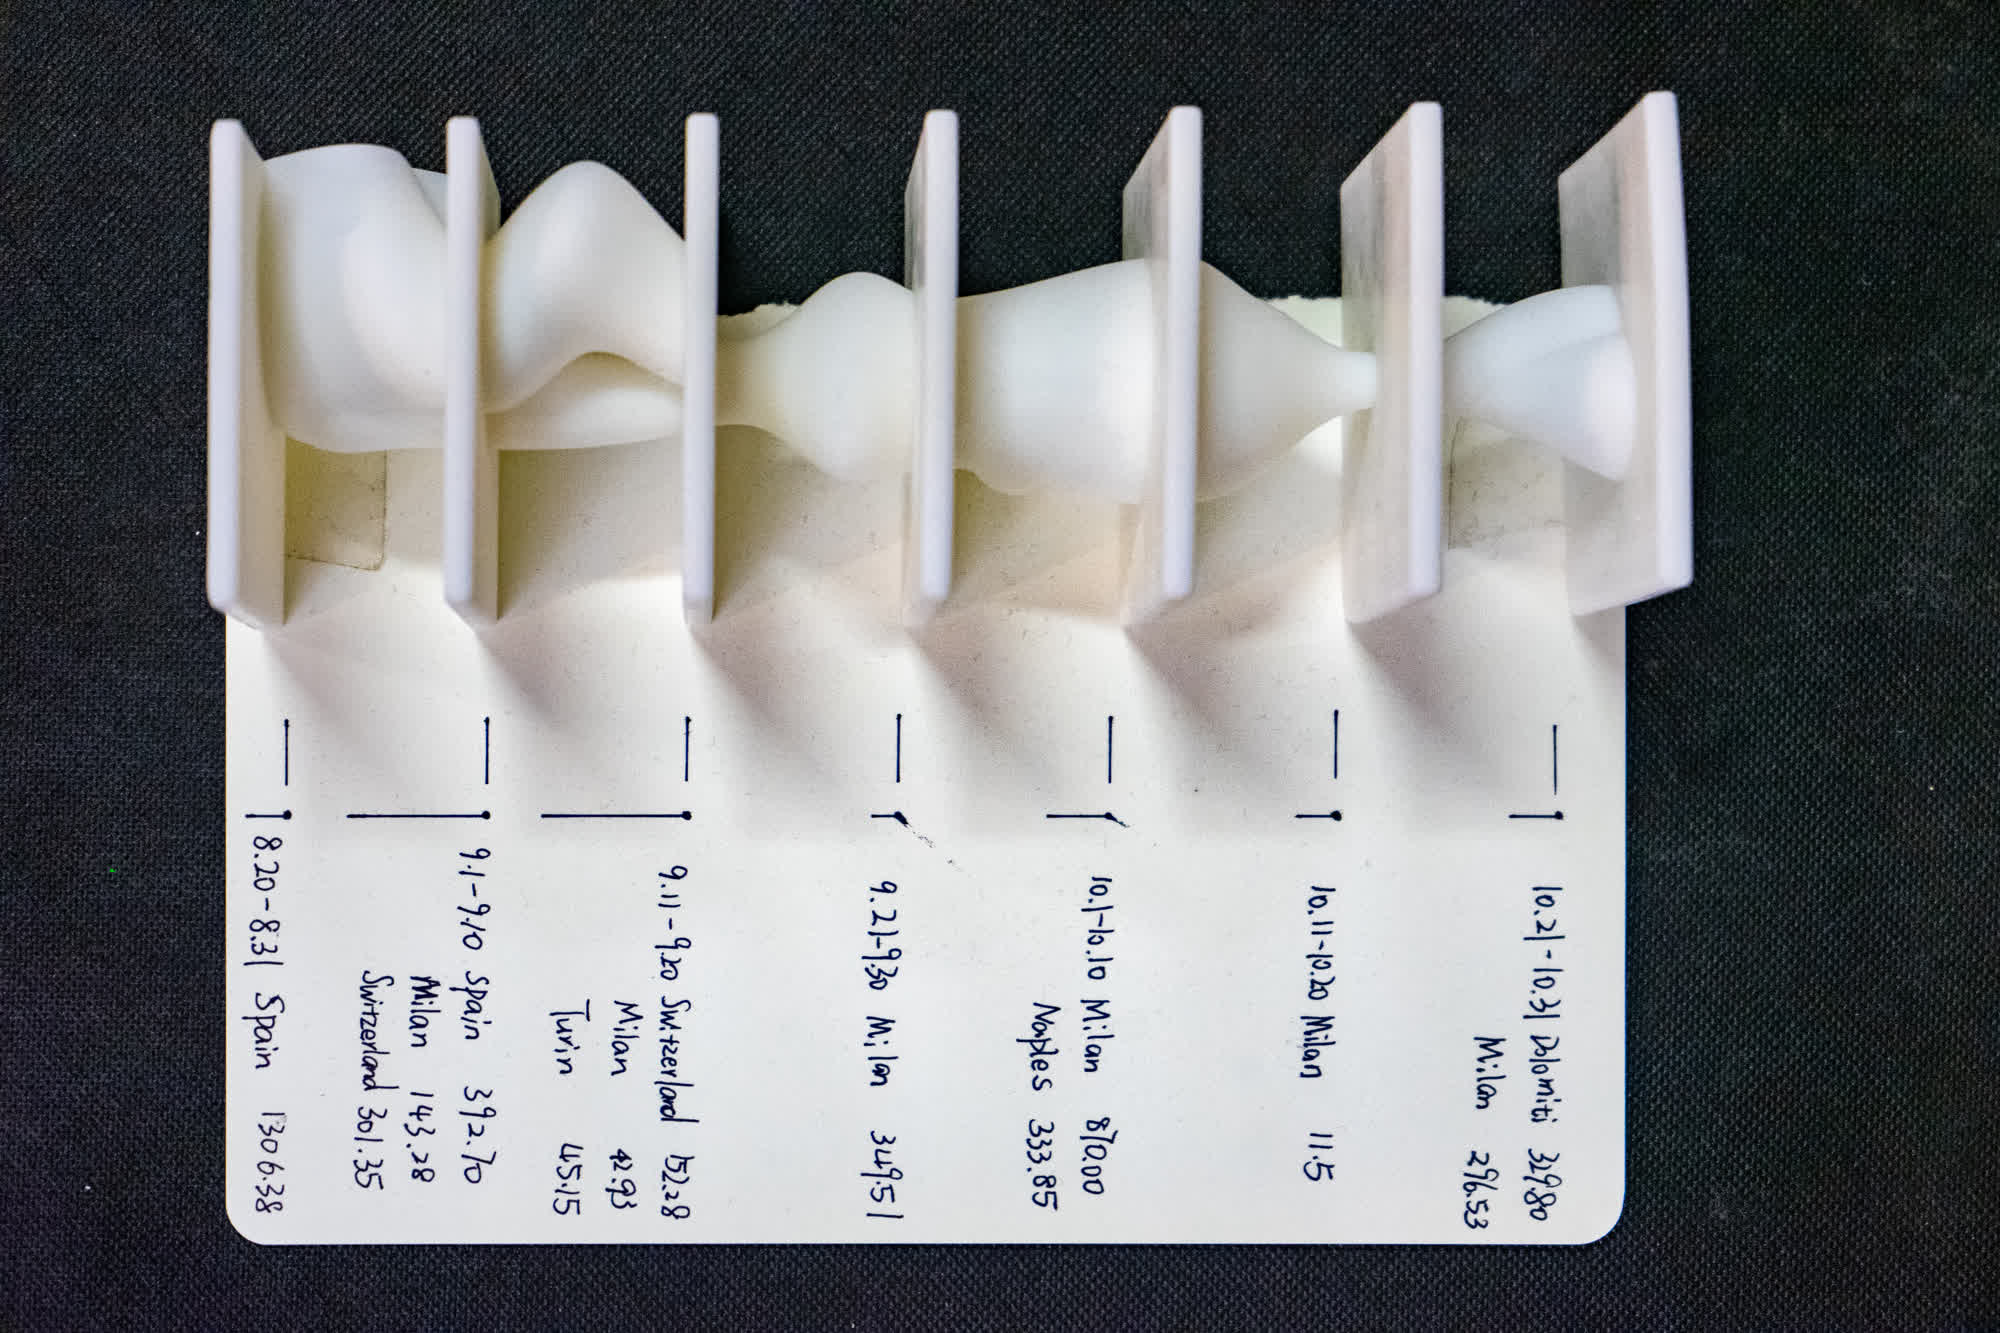 10.21-10.31 Dolomiti 329.80
Milan 296.53
10.11-10.20 Milan 11.5
10.1-10.10 Milan 870.00
Naples 333.85
9.21-9.30 Milan 349.51
9.11-9.20 Switzerland 152.28
Milan 42.93
Turin 45.15
9.1-9.10 Spain 392.70
Milan 143.28
Switzerland 301.35
8.20-8.31 Spain 1306.38